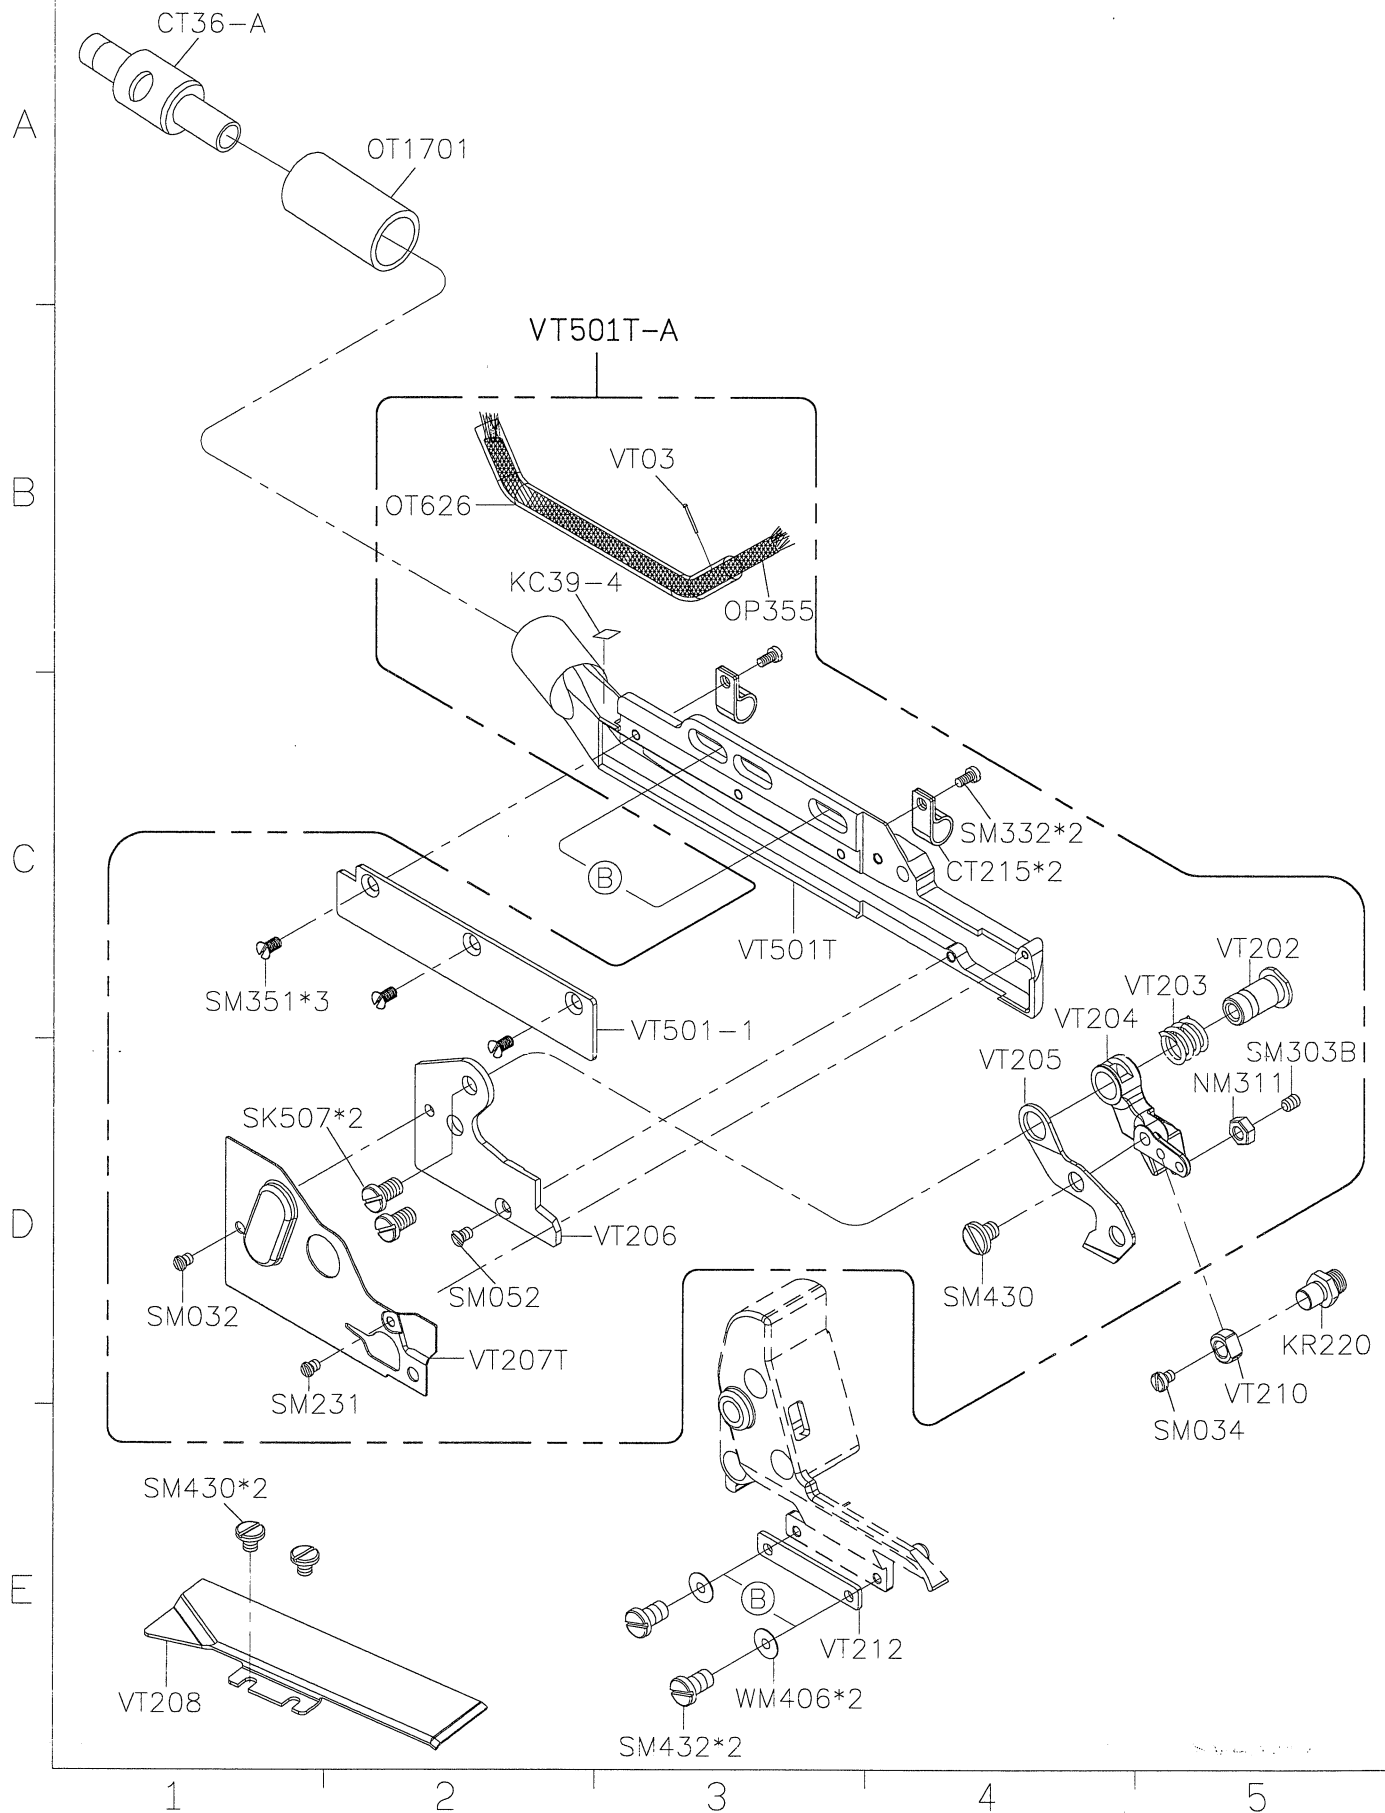 CT36-A
A
OT1701
VT501T-A
VT03
B
OT626
KC39-4
OP355
SM332*2
C
CT215*2
B
VT501T
VT202
SM351*3
VT203
VT501-1
VT204
VT205
SM303B
NM311
SK507*2
D
VT206
SM052
SM430
SM032
KR220
VT207T
VT210
SM231
SM034
SM430*2
E
B
VT212
VT208
WM406*2
SM432*2
1
2
3
4
5